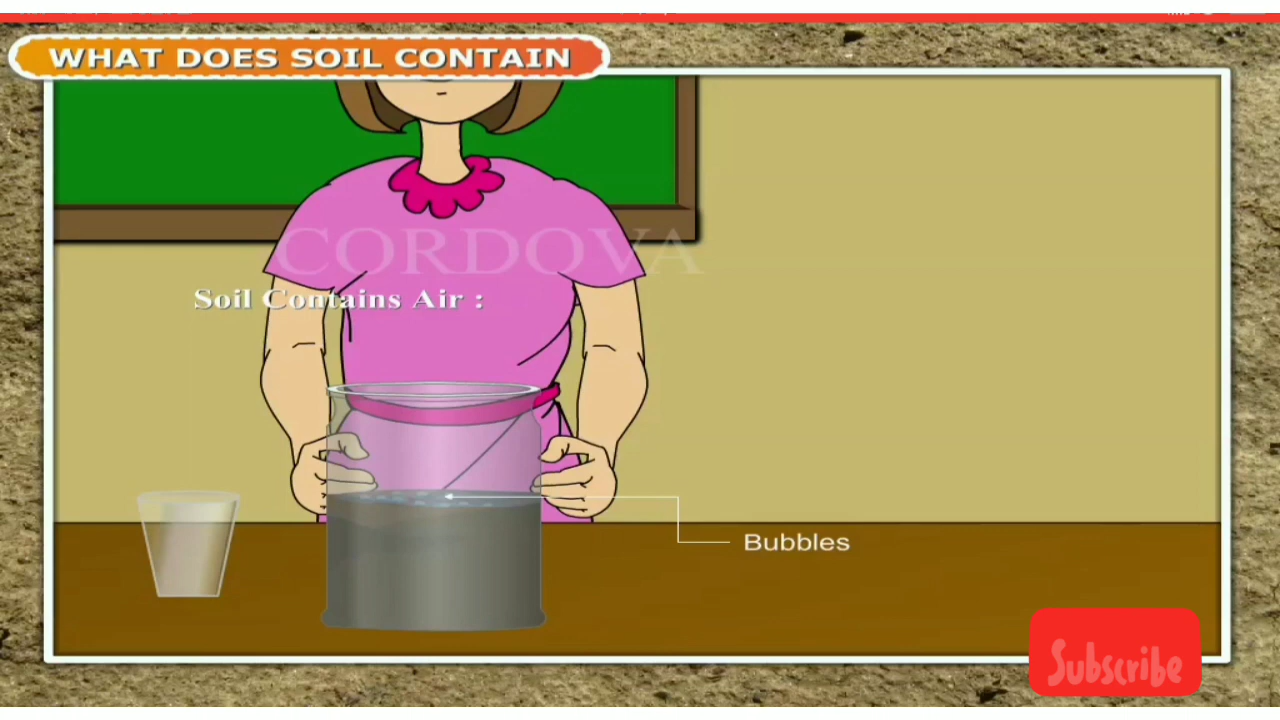 WHAT DOES SOIL CONTAIN
CORDOVA
Soil Contains Air :
Bubbles
Subscribe